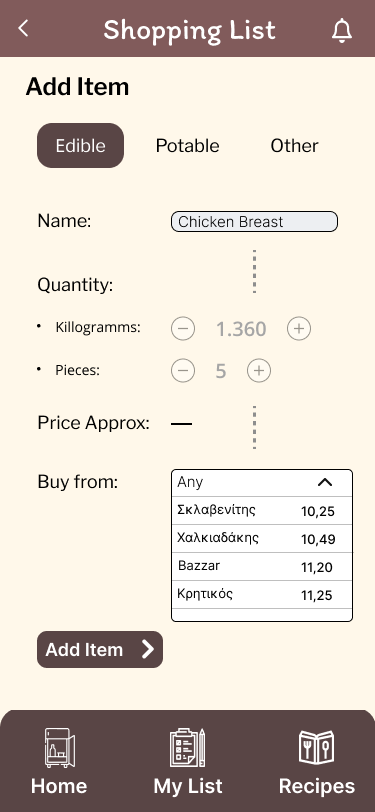 Shopping List
Add Item
Edible Potable Other
Name: Chicken Breast
Quantity:
• Killogramms: 1.360
• Pieces: 5
Price Approx: —
Buy from: Any
Σκλαβενίτης 10,25
Χαλκιαδάκης 10,49
Bazzar 11,20
Κρητικός 11,25
Add Item
Home My List Recipes